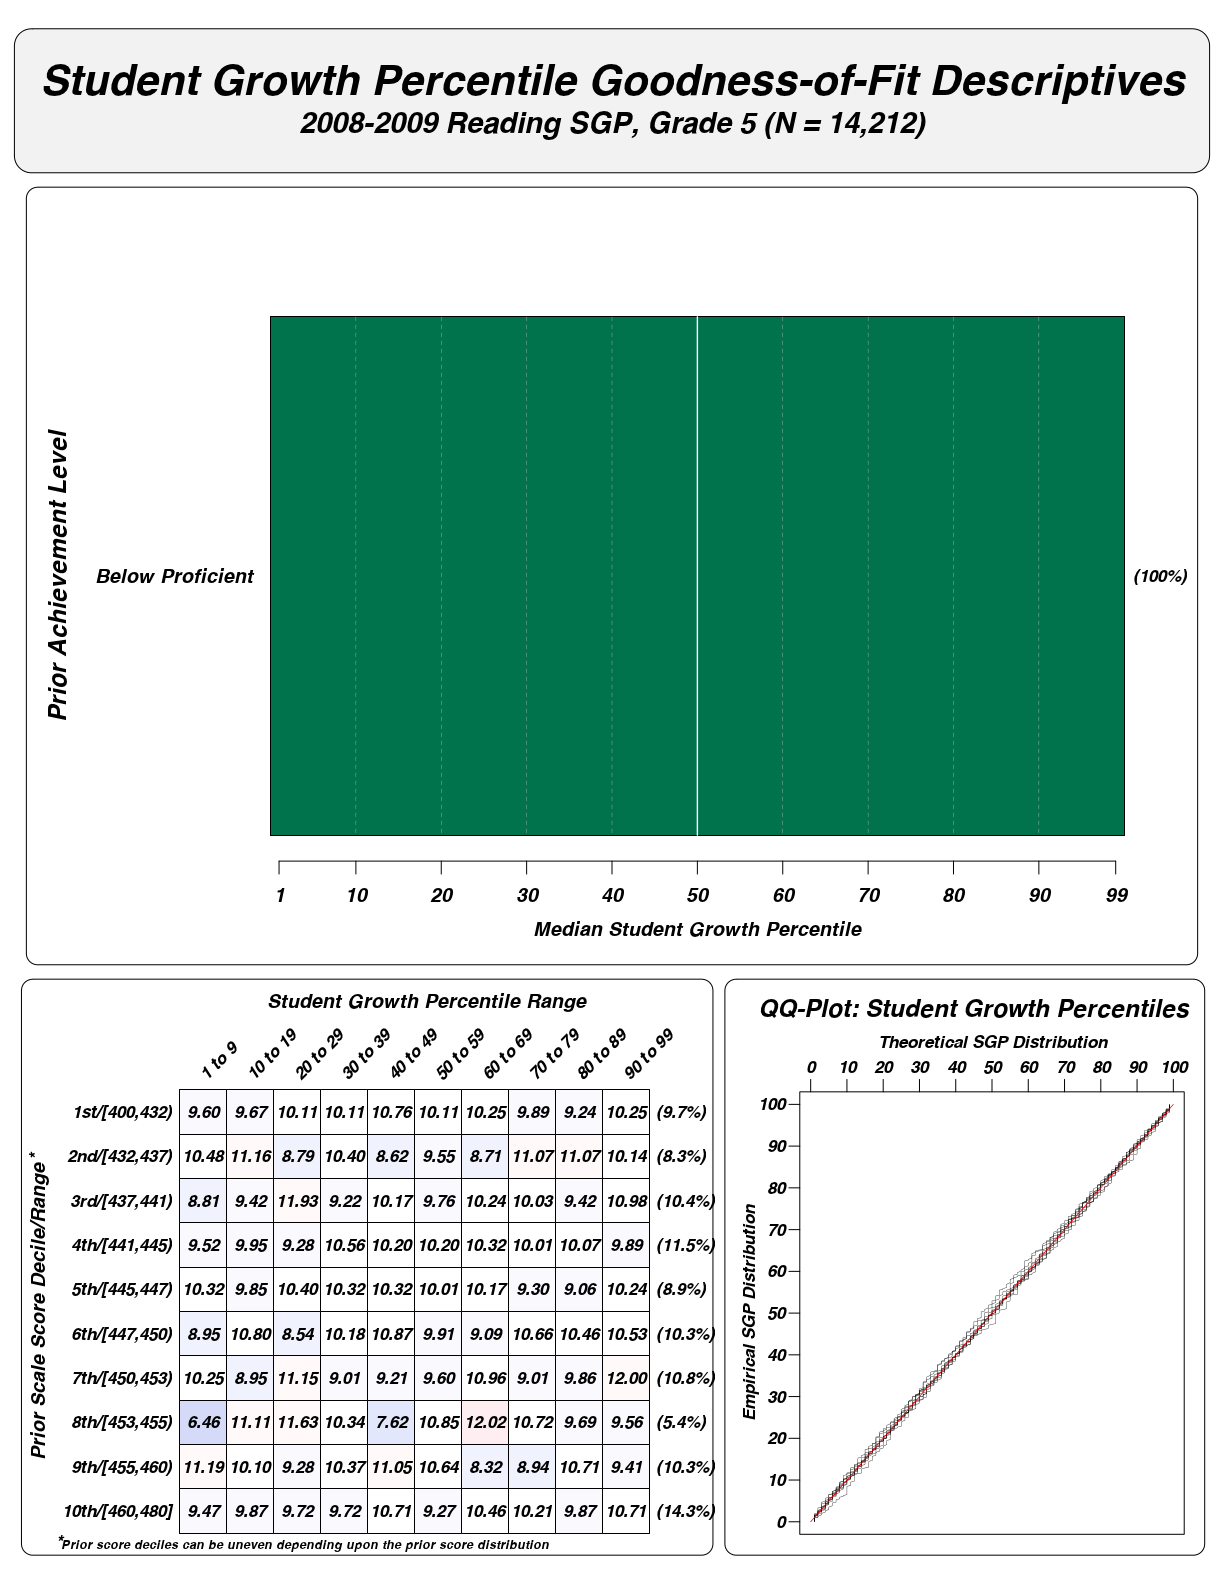 Student Growth Percentile Goodness-of-Fit Descriptives
2008-2009 Reading SGP, Grade 5 (N = 14,212)
Prior Achievement Level
Below Proficient
(100%)
1 10 20 30 40 50 60 70 80 90 99
Median Student Growth Percentile
Student Growth Percentile Range
1 to 9 10 to 19 20 to 29 30 to 39 40 to 49 50 to 59 60 to 69 70 to 79 80 to 89 90 to 99
Prior Scale Score Decile/Range*
1st/[400,432) 9.60 9.67 10.11 10.11 10.76 10.11 10.25 9.89 9.24 10.25 (9.7%)
2nd/[432,437) 10.48 11.16 8.79 10.40 8.62 9.55 8.71 11.07 11.07 10.14 (8.3%)
3rd/[437,441) 8.81 9.42 11.93 9.22 10.17 9.76 10.24 10.03 9.42 10.98 (10.4%)
4th/[441,445) 9.52 9.95 9.28 10.56 10.20 10.20 10.32 10.01 10.07 9.89 (11.5%)
5th/[445,447) 10.32 9.85 10.40 10.32 10.32 10.01 10.17 9.30 9.06 10.24 (8.9%)
6th/[447,450) 8.95 10.80 8.54 10.18 10.87 9.91 9.09 10.66 10.46 10.53 (10.3%)
7th/[450,453) 10.25 8.95 11.15 9.01 9.21 9.60 10.96 9.01 9.86 12.00 (10.8%)
8th/[453,455) 6.46 11.11 11.63 10.34 7.62 10.85 12.02 10.72 9.69 9.56 (5.4%)
9th/[455,460) 11.19 10.10 9.28 10.37 11.05 10.64 8.32 8.94 10.71 9.41 (10.3%)
10th/[460,480] 9.47 9.87 9.72 9.72 10.71 9.27 10.46 10.21 9.87 10.71 (14.3%)
*Prior score deciles can be uneven depending upon the prior score distribution
QQ-Plot: Student Growth Percentiles
Theoretical SGP Distribution
0 10 20 30 40 50 60 70 80 90 100
Empirical SGP Distribution
100
90
80
70
60
50
40
30
20
10
0